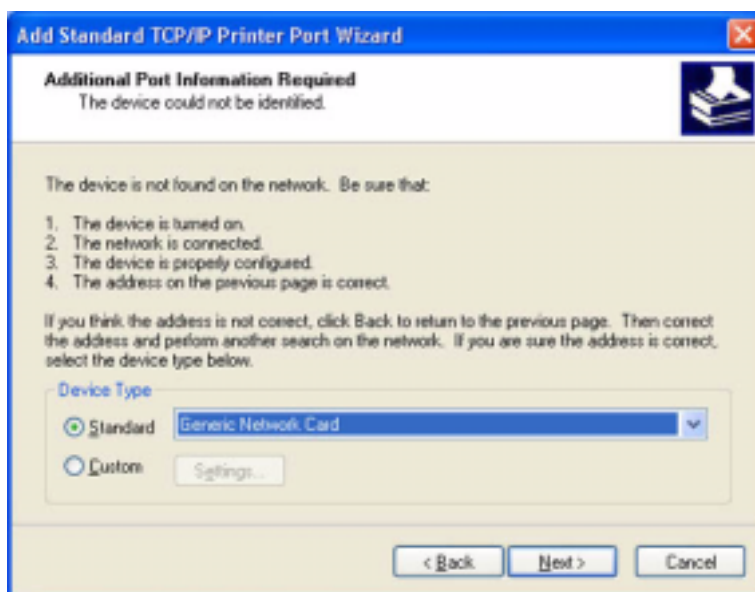 Add Standard TCP/IP Printer Port Wizard
Additional Port Information Required
The device could not be identified.
The device is not found on the network. Be sure that:
1. The device is turned on.
2. The network is connected.
3. The device is properly configured.
4. The address on the previous page is correct.
If you think the address is not correct, click Back to return to the previous page. Then correct
the address and perform another search on the network. If you are sure the address is correct,
select the device type below.
Device Type
Standard Generic Network Card
Custom Settings...
< Back Next > Cancel